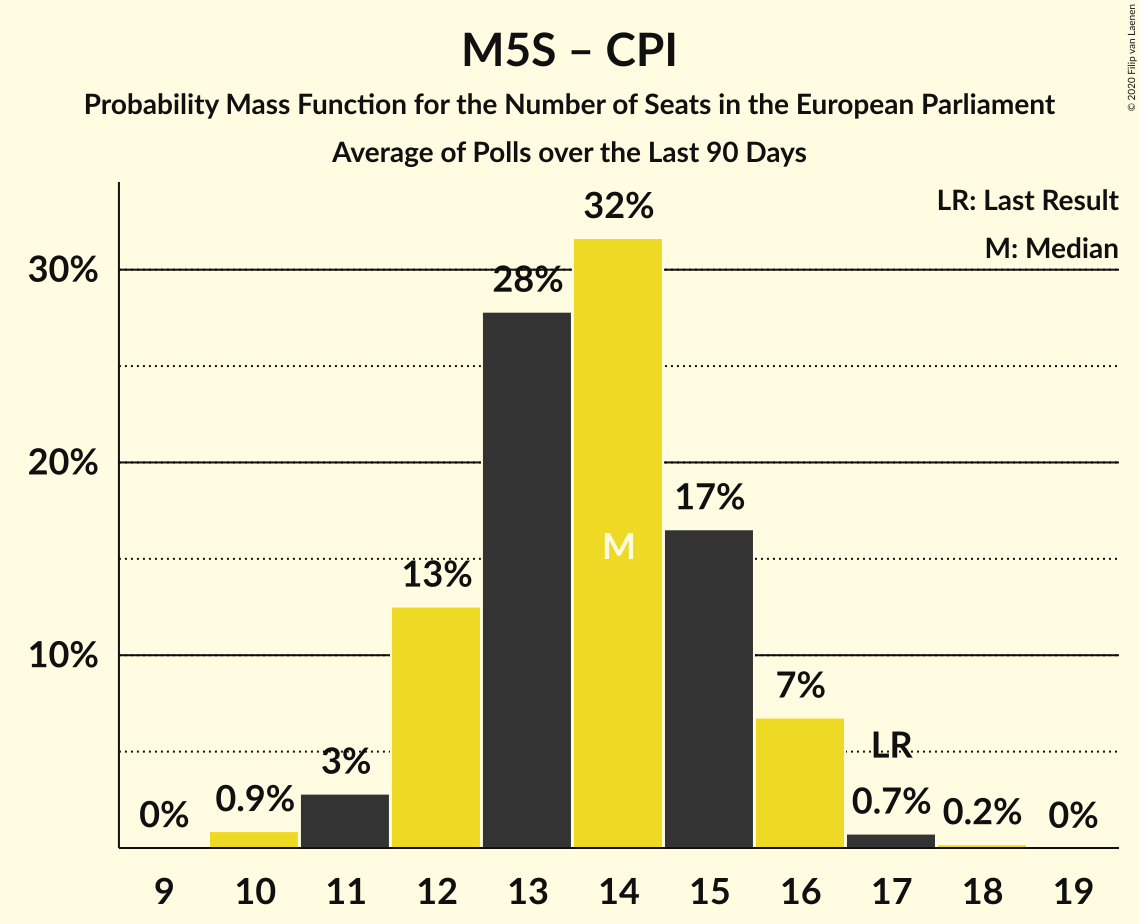 M5S – CPI
Probability Mass Function for the Number of Seats in the European Parliament
Average of Polls over the Last 90 Days
© 2020 Filip van Laenen
LR: Last Result
M: Median
30%
20%
10%
0%
0.9%
3%
13%
28%
32%
M
17%
7%
LR
0.7%
0.2%
0%
9 10 11 12 13 14 15 16 17 18 19